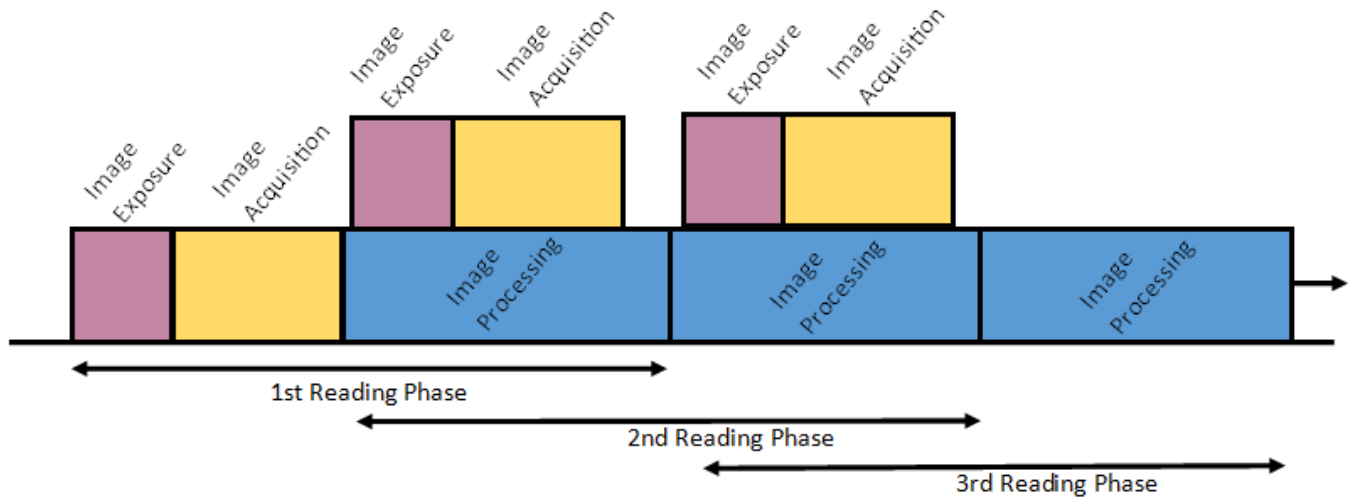 Image
Exposure
Image
Acquisition
Image
Exposure
Image
Acquisition
Image
Exposure
Image
Acquisition
Image
Processing
Image
Processing
Image
Processing
1st Reading Phase
2nd Reading Phase
3rd Reading Phase